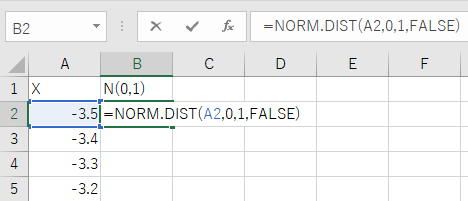 B2 fx =NORM.DIST(A2,0,1,FALSE)
A B C D E F
1 X N(0,1)
2 -3.5 =NORM.DIST(A2,0,1,FALSE)
3 -3.4
4 -3.3
5 -3.2